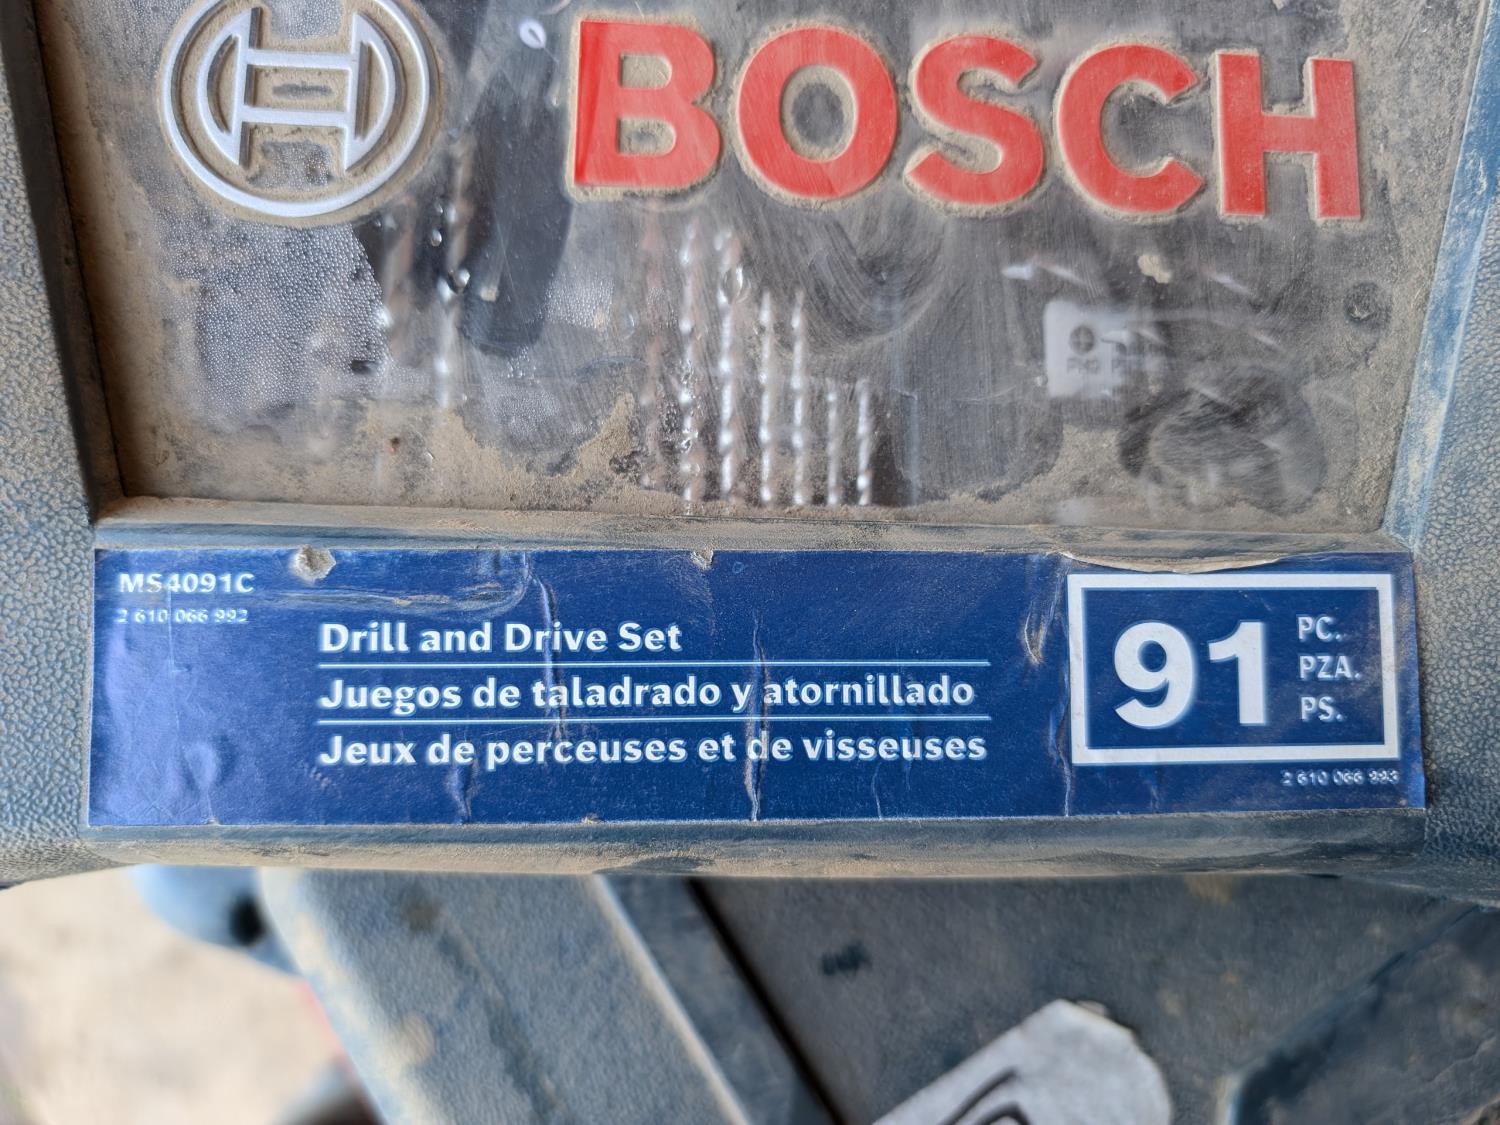 BOSCH
MS4091C
2 610 066 992
Drill and Drive Set
Juegos de taladrado y atornillado
Jeux de perceuses et de visseuses
91
PC.
PZA.
PS.
2 610 066 993